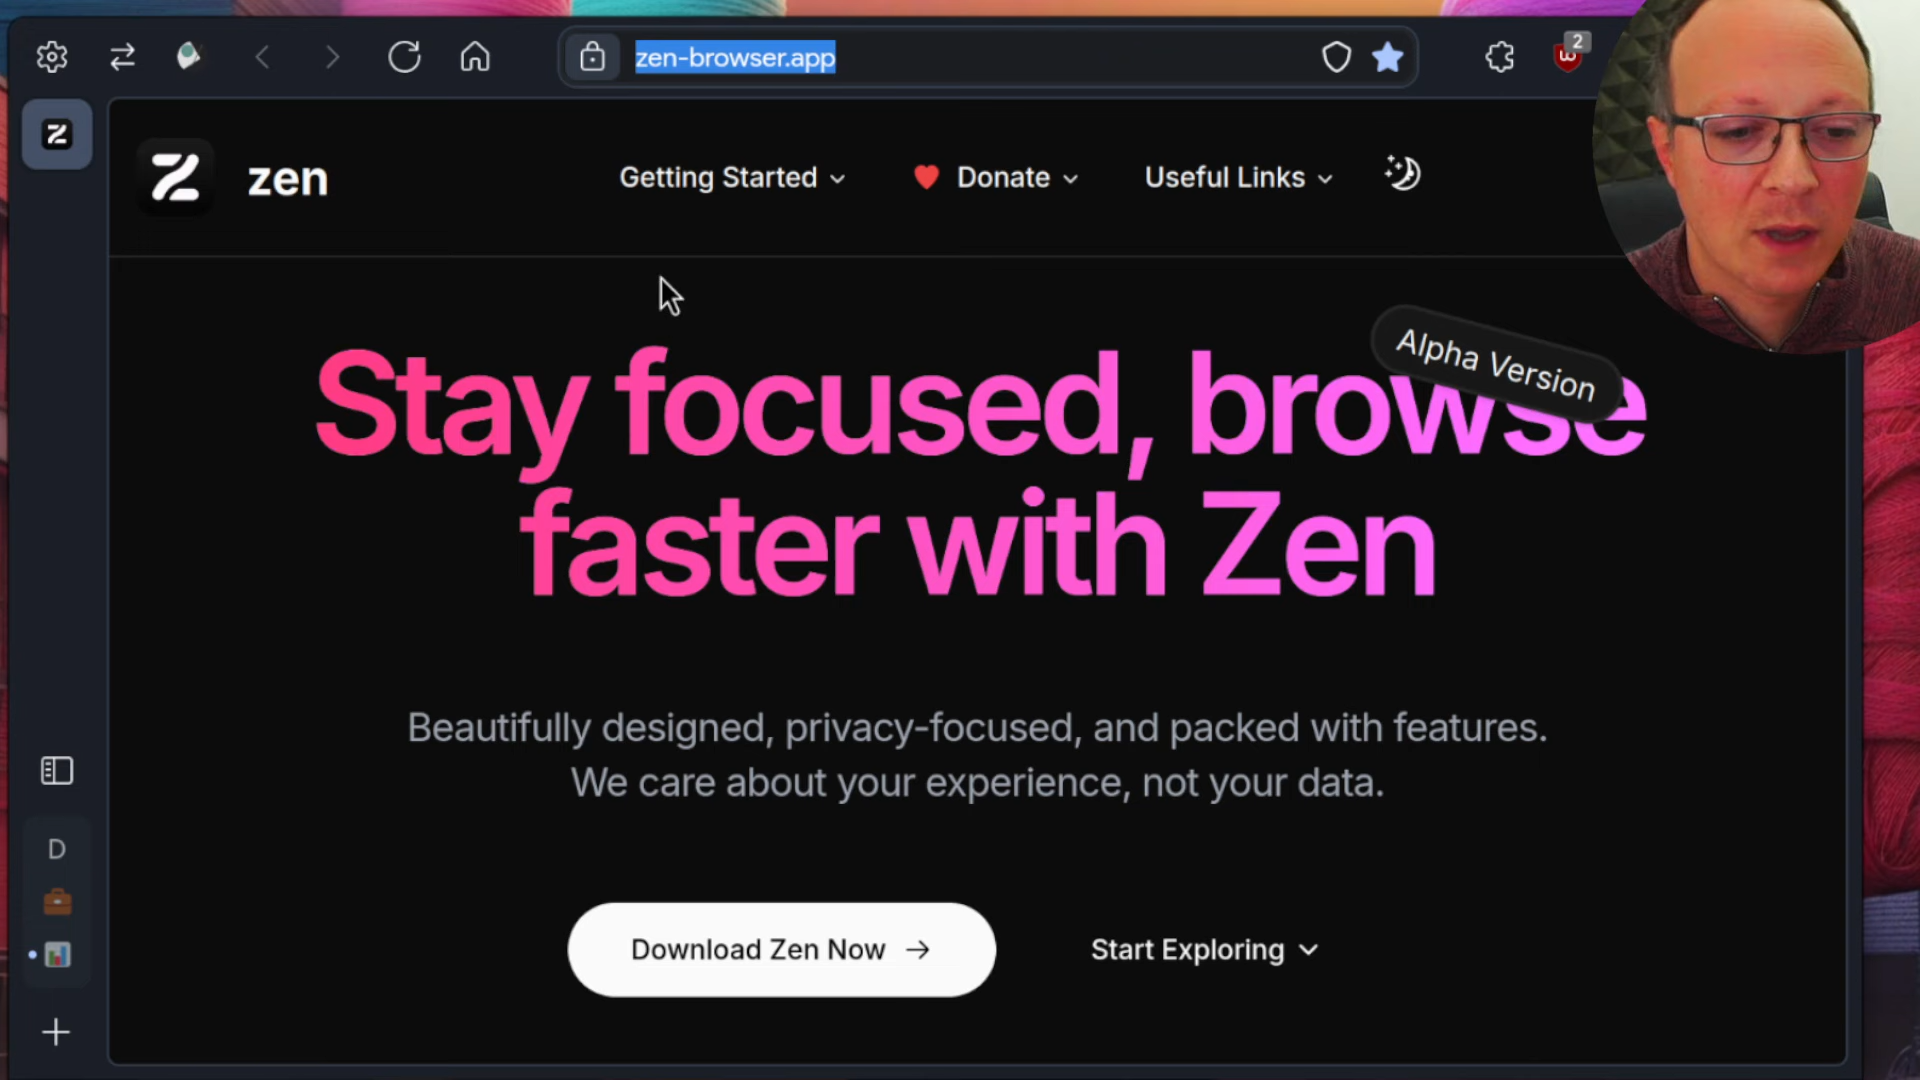 zen-browser.app
2
zen
Getting Started
Donate
Useful Links
Alpha Version
Stay focused, browse
faster with Zen
Beautifully designed, privacy-focused, and packed with features.
We care about your experience, not your data.
D
Download Zen Now →
Start Exploring